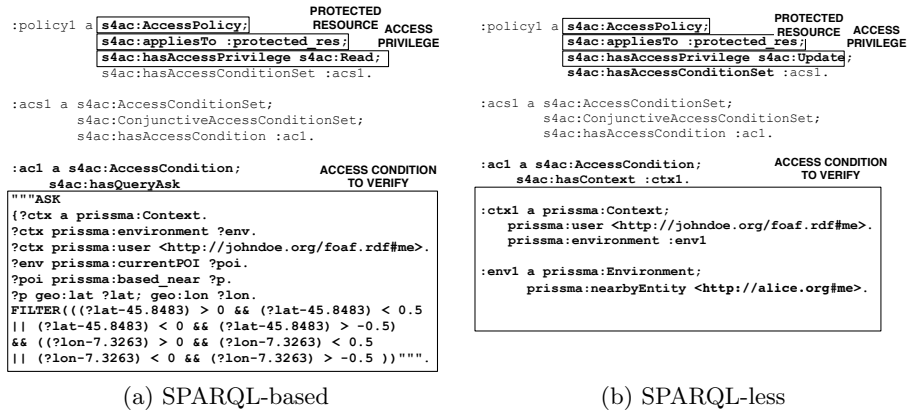 :policy1 a s4ac:AccessPolicy;
s4ac:appliesTo :protected_res;
s4ac:hasAccessPrivilege s4ac:Read;
s4ac:hasAccessConditionSet :acs1.
PROTECTED
RESOURCE
ACCESS
PRIVILEGE
:acs1 a s4ac:AccessConditionSet;
s4ac:ConjunctiveAccessConditionSet;
s4ac:hasAccessCondition :ac1.
:ac1 a s4ac:AccessCondition;
s4ac:hasQueryAsk
ACCESS CONDITION
TO VERIFY
"""ASK
{?ctx a prissma:Context.
?ctx prissma:environment ?env.
?ctx prissma:user <http://johndoe.org/foaf.rdf#me>.
?env prissma:currentPOI ?poi.
?poi prissma:based_near ?p.
?p geo:lat ?lat; geo:lon ?lon.
FILTER(((?lat-45.8483) > 0 && (?lat-45.8483) < 0.5
|| (?lat-45.8483) < 0 && (?lat-45.8483) > -0.5)
&& ((?lon-7.3263) > 0 && (?lon-7.3263) < 0.5
|| (?lon-7.3263) < 0 && (?lon-7.3263) > -0.5 ))""".
(a) SPARQL-based
:policy1 a s4ac:AccessPolicy;
s4ac:appliesTo :protected_res;
s4ac:hasAccessPrivilege s4ac:Update;
s4ac:hasAccessConditionSet :acs1.
PROTECTED
RESOURCE
ACCESS
PRIVILEGE
:acs1 a s4ac:AccessConditionSet;
s4ac:ConjunctiveAccessConditionSet;
s4ac:hasAccessCondition :ac1.
:ac1 a s4ac:AccessCondition;
s4ac:hasContext :ctx1.
ACCESS CONDITION
TO VERIFY
:ctx1 a prissma:Context;
prissma:user <http://johndoe.org/foaf.rdf#me>.
prissma:environment :env1
:env1 a prissma:Environment;
prissma:nearbyEntity <http://alice.org#me>.
(b) SPARQL-less